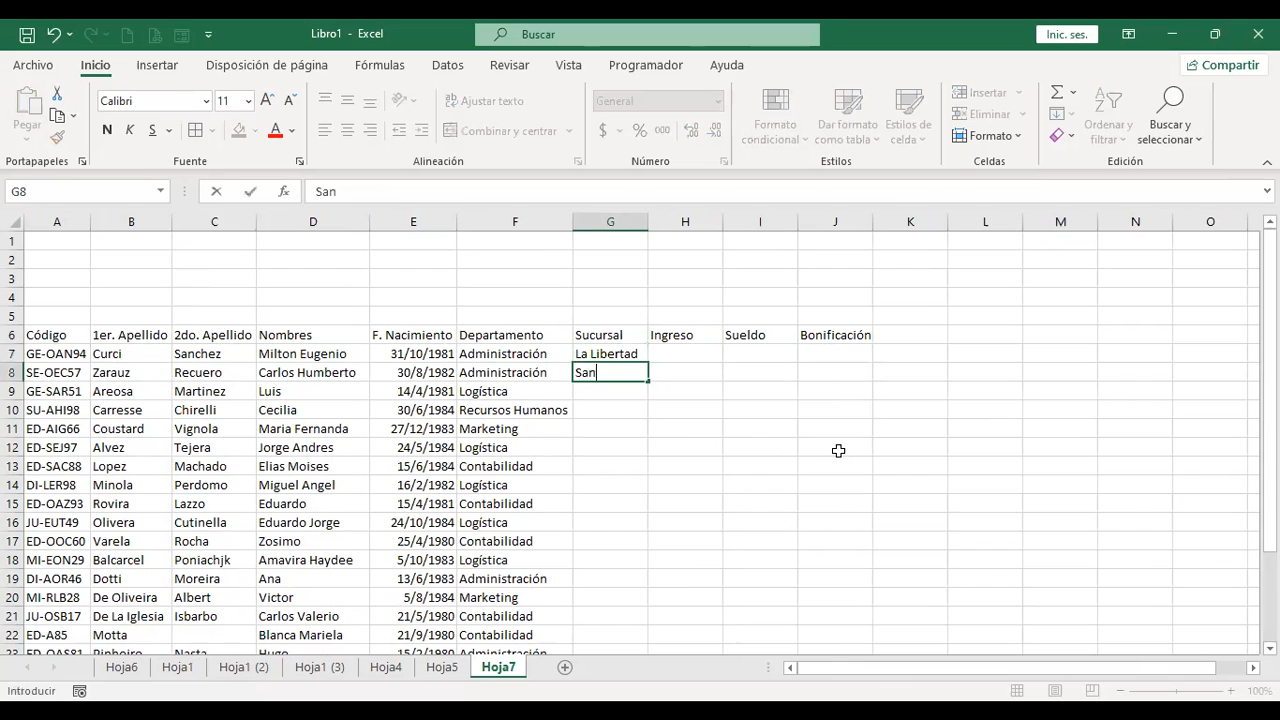 Libro1 - Excel
Buscar
Inic. ses.
Archivo Inicio Insertar Disposición de página Fórmulas Datos Revisar Vista Programador Ayuda
Compartir
Pegar
Calibri 11
N K S
Ajustar texto
Combinar y centrar
General
$ % 000
Formato condicional
Dar formato como tabla
Estilos de celda
Insertar
Eliminar
Formato
Ordenar y filtrar
Buscar y seleccionar
Portapapeles Fuente Alineación Número Estilos Celdas Edición
G8 fx San
A B C D E F G H I J K L M N O
1
2
3
4
5
6 Código 1er. Apellido 2do. Apellido Nombres F. Nacimiento Departamento Sucursal Ingreso Sueldo Bonificación
7 GE-OAN94 Curci Sanchez Milton Eugenio 31/10/1981 Administración La Libertad
8 SE-OEC57 Zarauz Recuero Carlos Humberto 30/8/1982 Administración San
9 GE-SAR51 Areosa Martinez Luis 14/4/1981 Logística
10 SU-AHI98 Carresse Chirelli Cecilia 30/6/1984 Recursos Humanos
11 ED-AIG66 Coustard Vignola Maria Fernanda 27/12/1983 Marketing
12 ED-SEJ97 Alvez Tejera Jorge Andres 24/5/1984 Logística
13 ED-SAC88 Lopez Machado Elias Moises 15/6/1984 Contabilidad
14 DI-LER98 Minola Perdomo Miguel Angel 16/2/1982 Logística
15 ED-OAZ93 Rovira Lazzo Eduardo 15/4/1981 Contabilidad
16 JU-EUT49 Olivera Cutinella Eduardo Jorge 24/10/1984 Logística
17 ED-OOC60 Varela Rocha Zosimo 25/4/1980 Contabilidad
18 MI-EON29 Balcarcel Poniachjk Amavira Haydee 5/10/1983 Logística
19 DI-AOR46 Dotti Moreira Ana 13/6/1983 Administración
20 MI-RLB28 De Oliveira Albert Victor 5/8/1984 Marketing
21 JU-OSB17 De La Iglesia Isbarbo Carlos Valerio 21/5/1980 Contabilidad
22 ED-A85 Motta Blanca Mariela 21/9/1980 Contabilidad
23 ED-OAS81 Pinheiro Nasta Hugo 15/2/1980 Administración
Hoja6 Hoja1 Hoja1 (2) Hoja1 (3) Hoja4 Hoja5 Hoja7
Introducir
100%